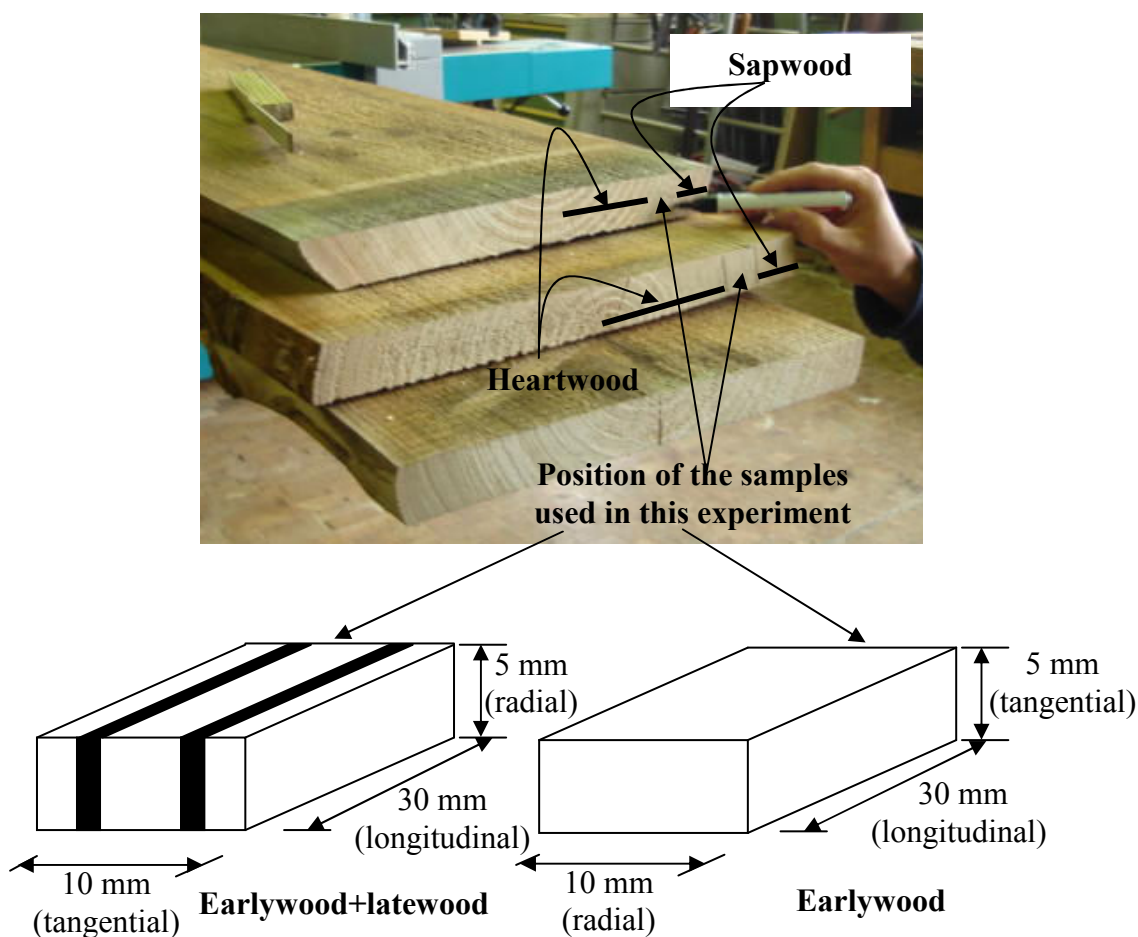 Sapwood
Heartwood
Position of the samples
used in this experiment
5 mm
(radial)
30 mm
(longitudinal)
10 mm
(tangential)
Earlywood+latewood
5 mm
(tangential)
30 mm
(longitudinal)
10 mm
(radial)
Earlywood